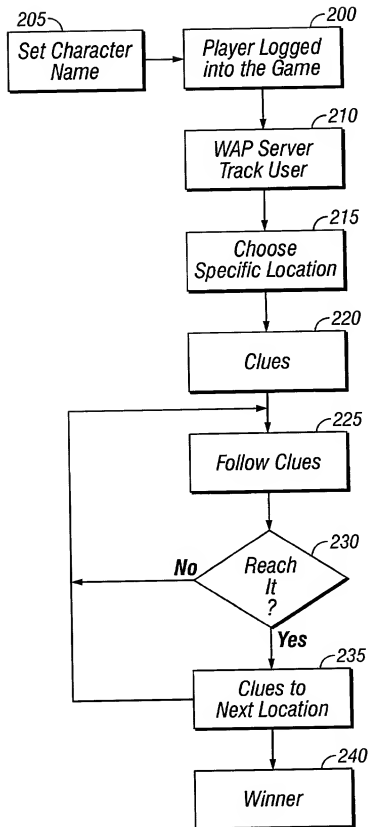 205
Set Character
Name
200
Player Logged
into the Game
210
WAP Server
Track User
215
Choose
Specific Location
220
Clues
225
Follow Clues
230
Reach
It
?
No
Yes
235
Clues to
Next Location
240
Winner